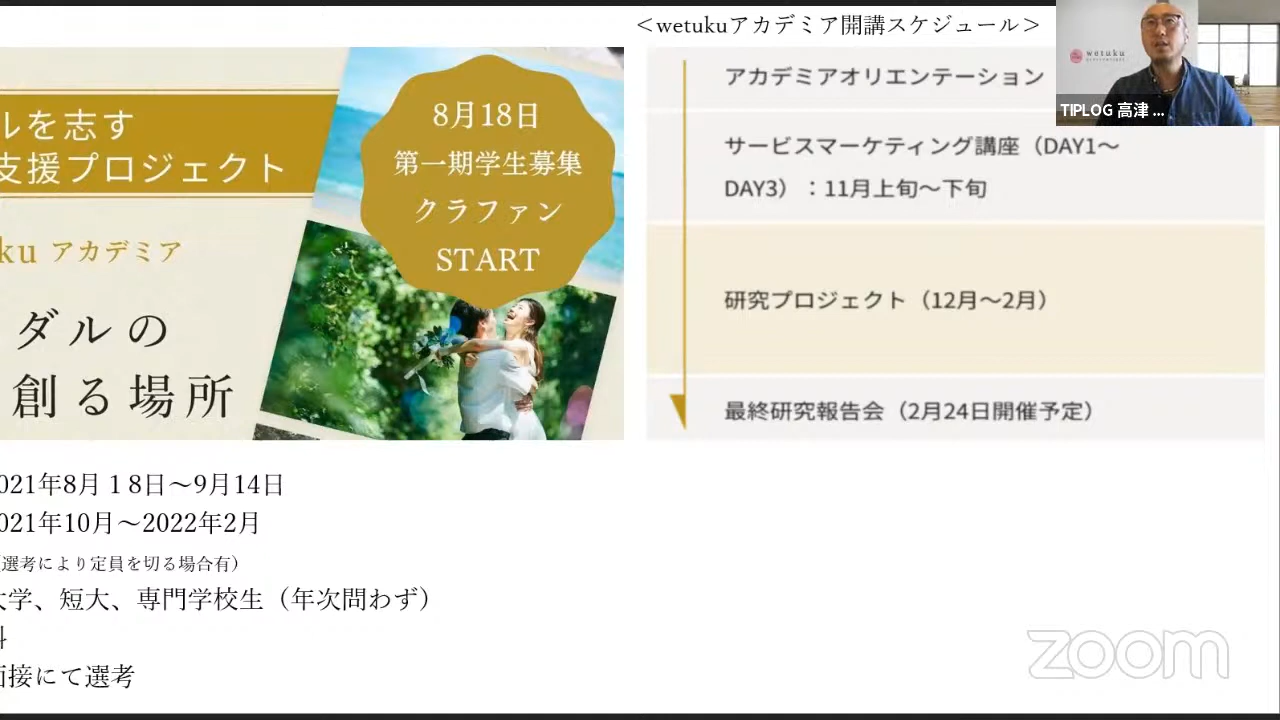 ＜wetukuアカデミア開講スケジュール＞
wetuku
TIPLOG 高津 ...
ルを志す
支援プロジェクト
ku アカデミア
ダルの
創る場所
8月18日
第一期学生募集
クラファン
START
アカデミアオリエンテーション
サービスマーケティング講座（DAY1～
DAY3）：11月上旬～下旬
研究プロジェクト（12月～2月）
最終研究報告会（2月24日開催予定）
021年8月１8日～9月14日
021年10月～2022年2月
選考により定員を切る場合有）
大学、短大、専門学校生（年次問わず）
面接にて選考
zoom